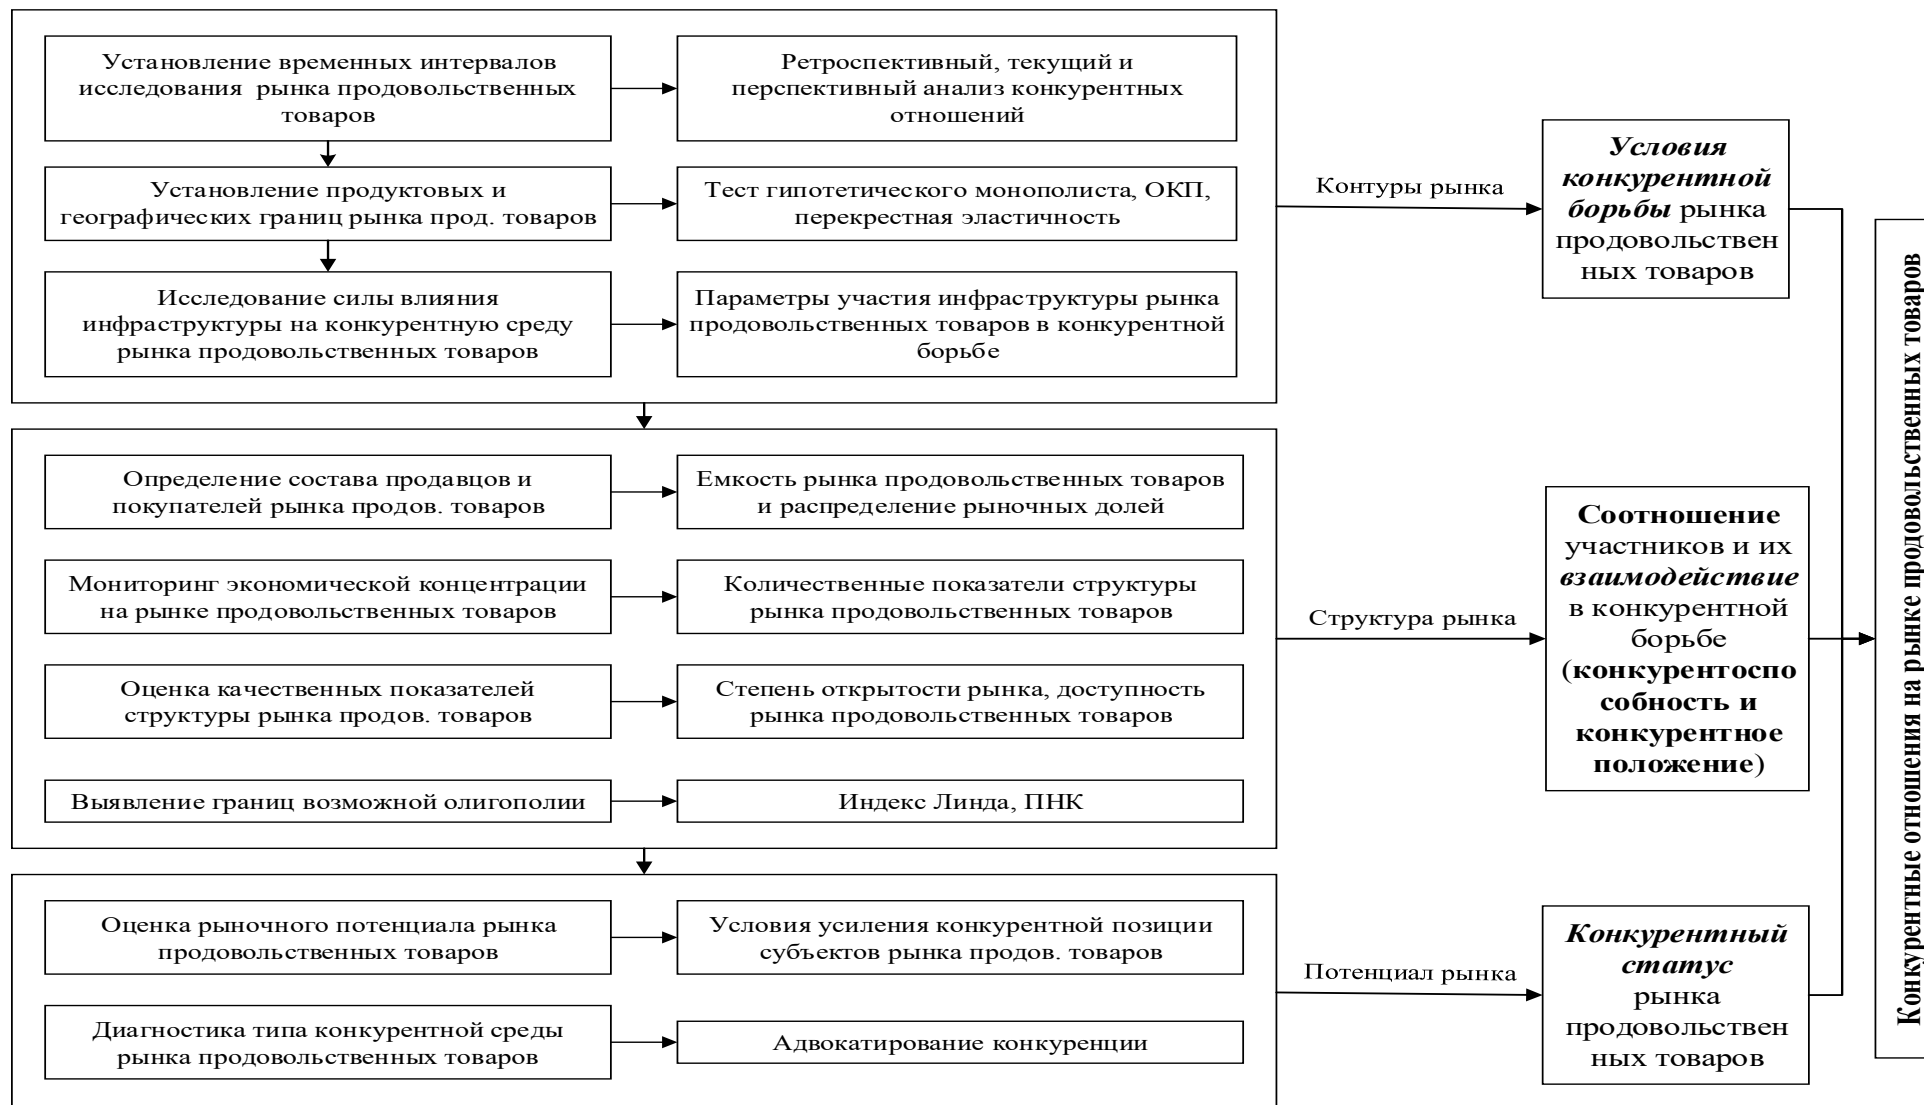 Установление временных интервалов
исследования рынка продовольственных
товаров
Ретроспективный, текущий и
перспективный анализ конкурентных
отношений
Установление продуктовых и
географических границ рынка прод. товаров
Тест гипотетического монополиста, ОКП,
перекрестная эластичность
Исследование силы влияния
инфраструктуры на конкурентную среду
рынка продовольственных товаров
Параметры участия инфраструктуры рынка
продовольственных товаров в конкурентной
борьбе
Контуры рынка
Условия
конкурентной
борьбы рынка
продовольствен
ных товаров
Определение состава продавцов и
покупателей рынка продов. товаров
Емкость рынка продовольственных товаров
и распределение рыночных долей
Мониторинг экономической концентрации
на рынке продовольственных товаров
Количественные показатели структуры
рынка продовольственных товаров
Оценка качественных показателей
структуры рынка продов. товаров
Степень открытости рынка, доступность
рынка продовольственных товаров
Выявление границ возможной олигополии
Индекс Линда, ПНК
Структура рынка
Соотношение
участников и их
взаимодействие
в конкурентной
борьбе
(конкурентоспо
собность и
конкурентное
положение)
Оценка рыночного потенциала рынка
продовольственных товаров
Условия усиления конкурентной позиции
субъектов рынка продов. товаров
Диагностика типа конкурентной среды
рынка продовольственных товаров
Адвокатирование конкуренции
Потенциал рынка
Конкурентный
статус
рынка
продовольствен
ных товаров
Конкурентные отношения на рынке продовольственных товаров